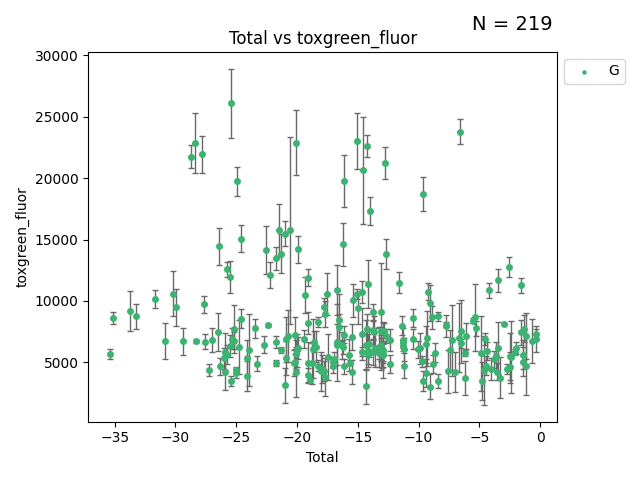 N = 219
Total vs toxgreen_fluor
G
toxgreen_fluor
30000
25000
20000
15000
10000
5000
−35 −30 −25 −20 −15 −10 −5 0
Total